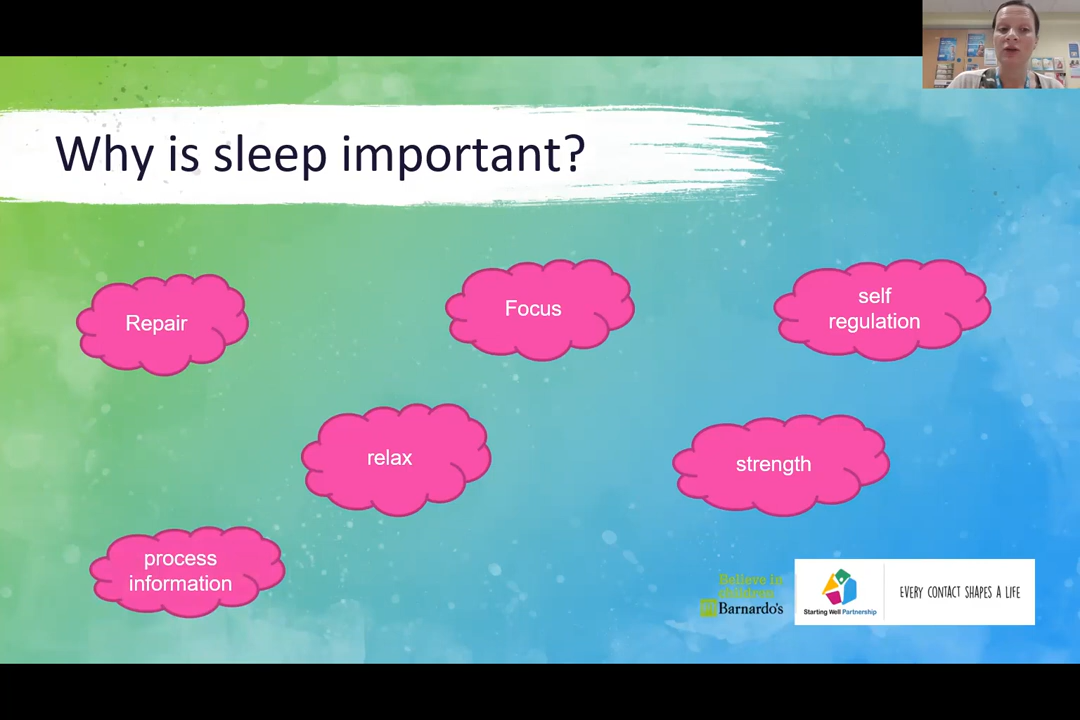 Why is sleep important?
Repair
Focus
self
regulation
relax
strength
process
information
Believe in
children
Barnardo's
Starting Well Partnership
EVERY CONTACT SHAPES A LIFE